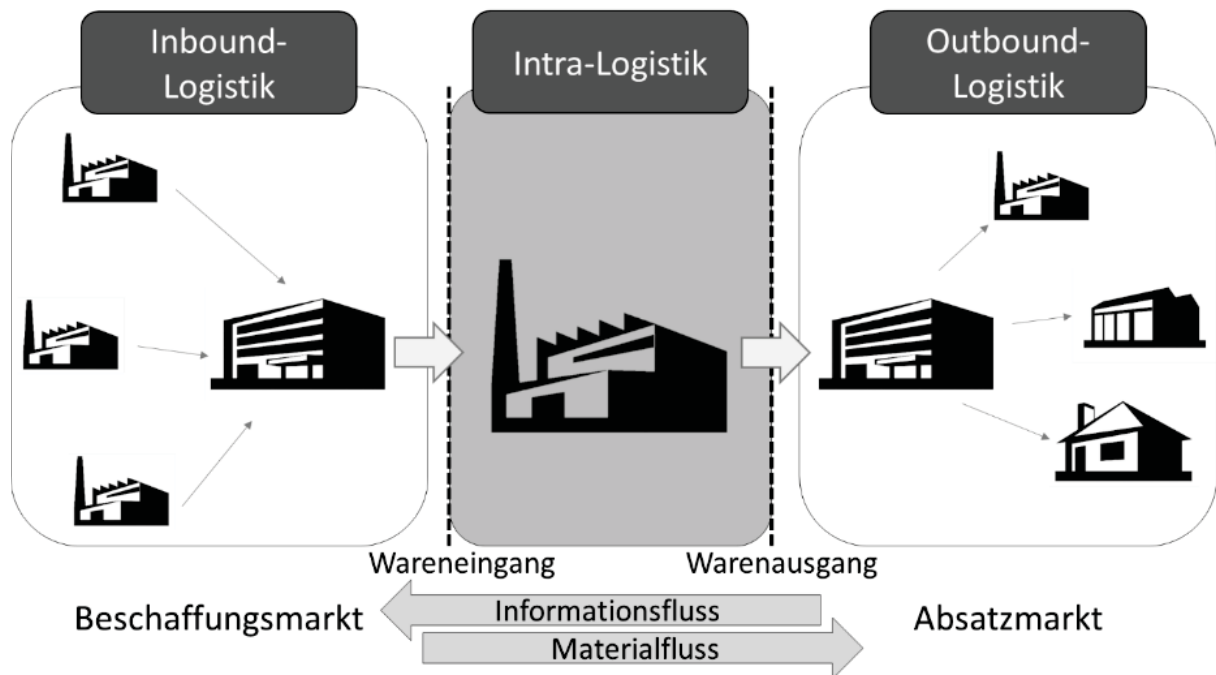 Inbound-
Logistik
Intra-Logistik
Outbound-
Logistik
Wareneingang
Warenausgang
Beschaffungsmarkt
Informationsfluss
Absatzmarkt
Materialfluss